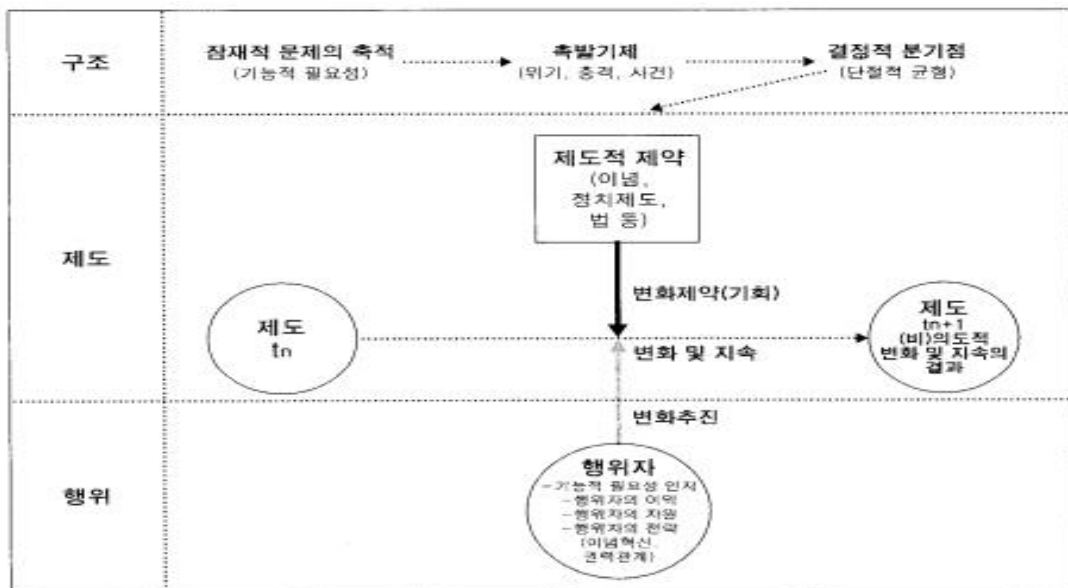 구조
잠재적 문제의 축적
(기능적 필요성)
촉발기제
(위기, 충격, 사건)
결정적 분기점
(단절적 균형)
제도
제도적 제약
(이념,
정치제도,
법 등)
변화제약(기회)
제도
tn
변화 및 지속
제도
tn+1
(비)의도적
변화 및 지속의
결과
행위
변화추진
행위자
-기능적 필요성 인지
-행위자의 이익
-행위자의 자원
-행위자의 전략
(이념혁신,
권력관계)